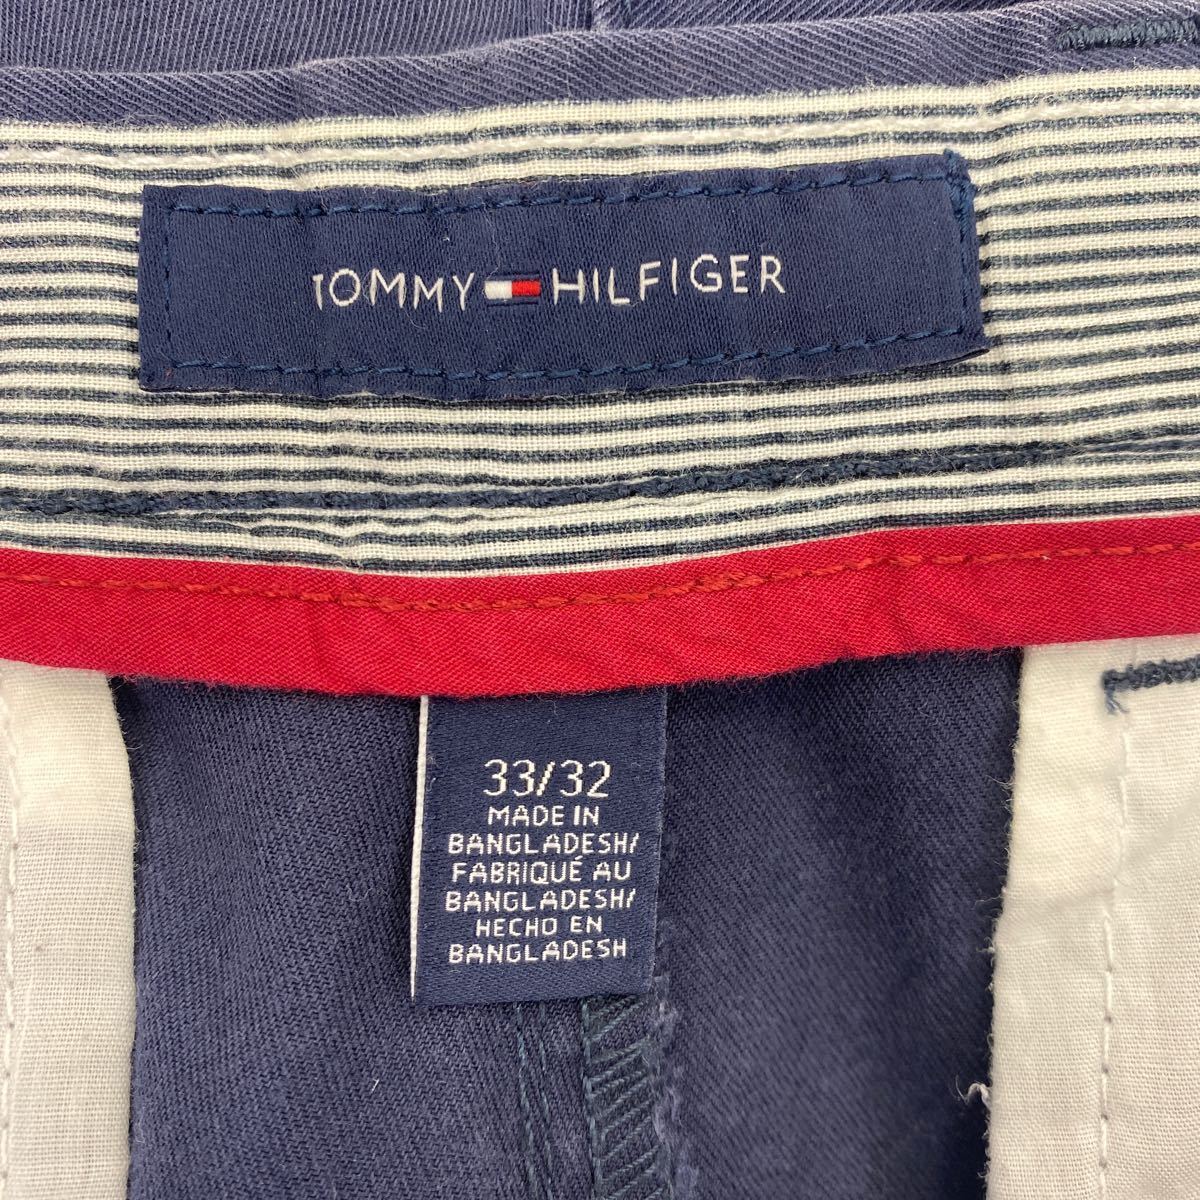 TOMMY HILFIGER
33/32
MADE IN
BANGLADESH/
FABRIQUÉ AU
BANGLADESH/
HECHO EN
BANGLADESH